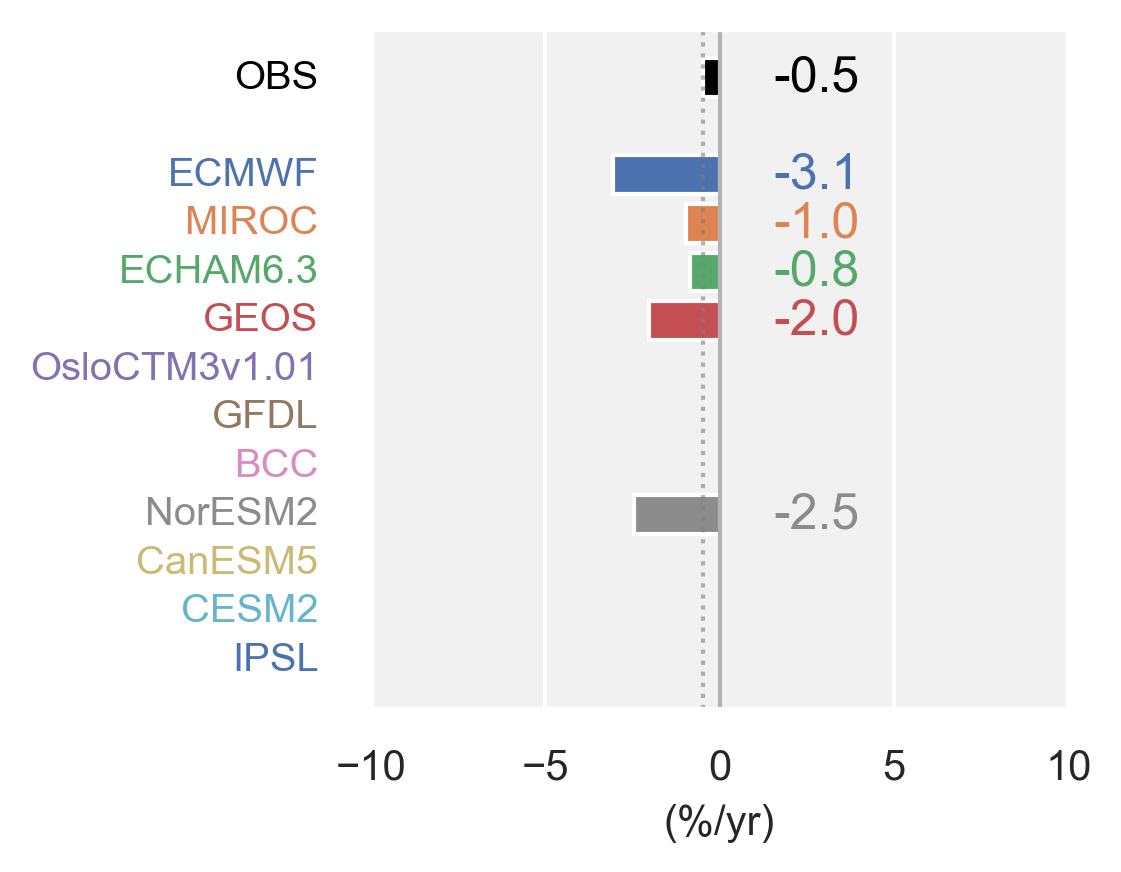 OBS -0.5
ECMWF -3.1
MIROC -1.0
ECHAM6.3 -0.8
GEOS -2.0
OsloCTM3v1.01
GFDL
BCC
NorESM2 -2.5
CanESM5
CESM2
IPSL
−10 −5 0 5 10
(%/yr)